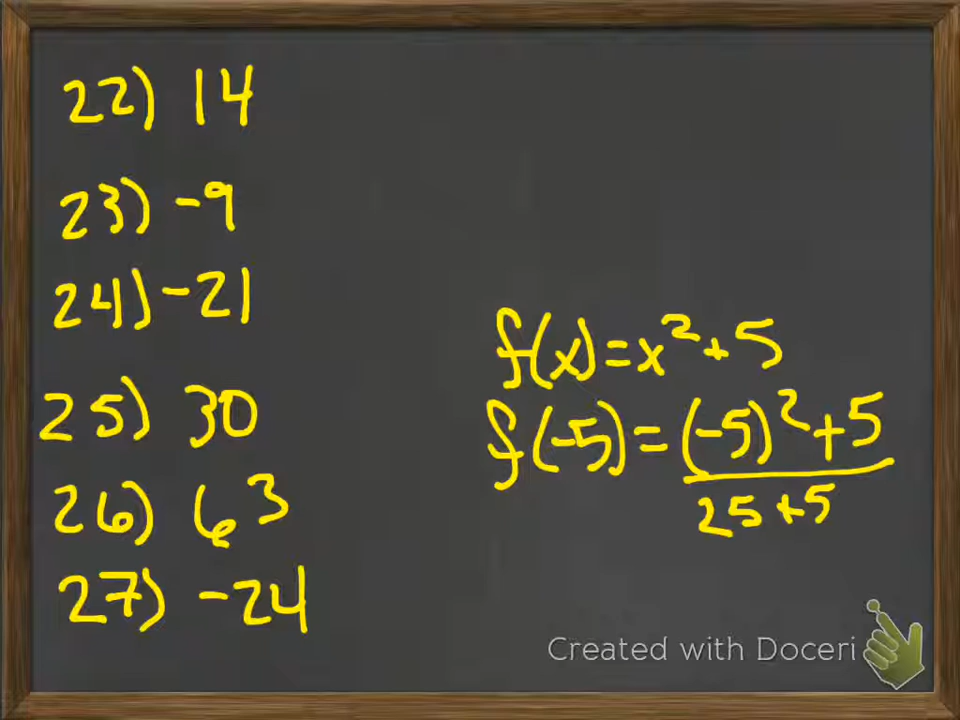 22) 14
23) -9
24) -21
25) 30
26) 63
27) -24
f(x) = x² + 5
f(-5) = (-5)² + 5
25 + 5
Created with Doceri